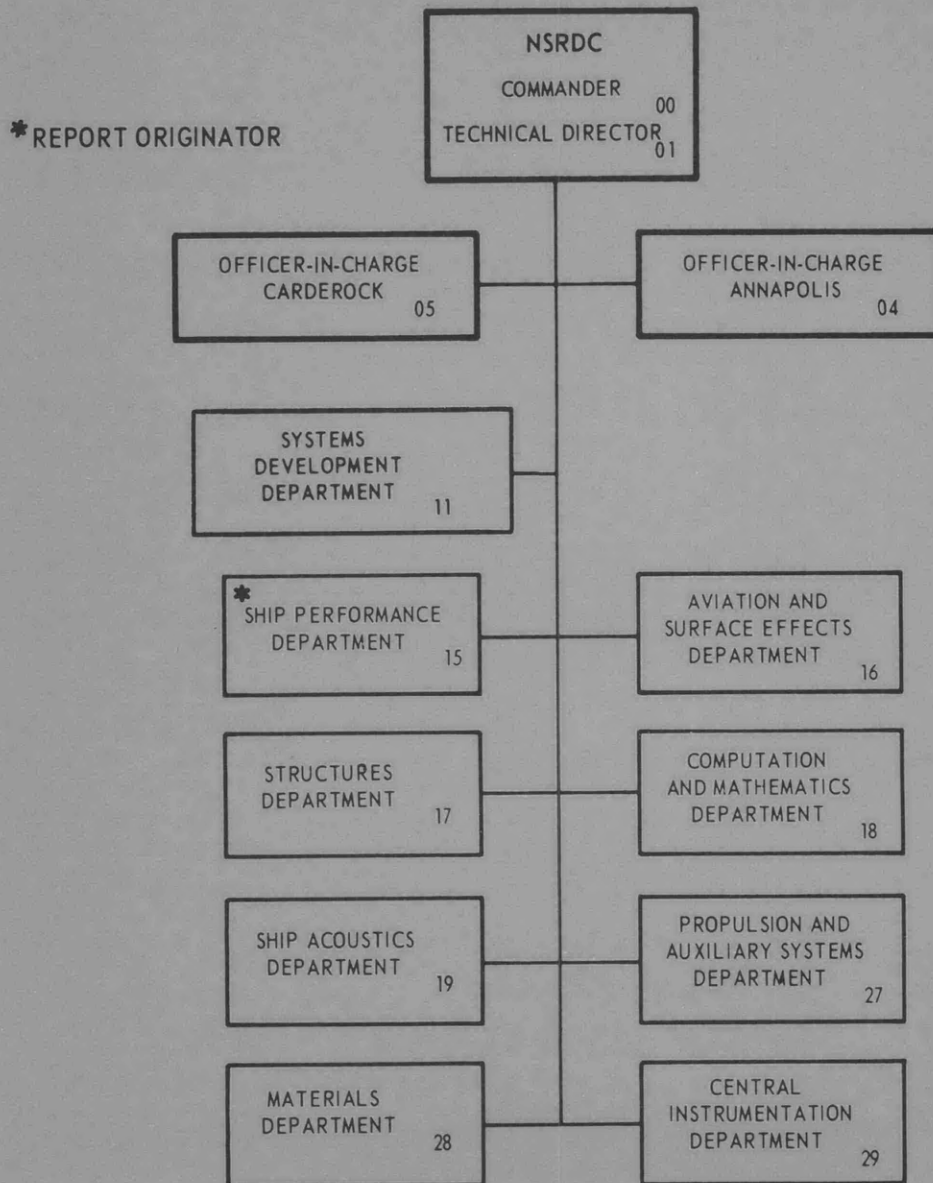 NSRDC
COMMANDER
00
TECHNICAL DIRECTOR
01
*REPORT ORIGINATOR
OFFICER-IN-CHARGE
CARDEROCK
05
OFFICER-IN-CHARGE
ANNAPOLIS
04
SYSTEMS
DEVELOPMENT
DEPARTMENT
11
*
SHIP PERFORMANCE
DEPARTMENT
15
AVIATION AND
SURFACE EFFECTS
DEPARTMENT
16
STRUCTURES
DEPARTMENT
17
COMPUTATION
AND MATHEMATICS
DEPARTMENT
18
SHIP ACOUSTICS
DEPARTMENT
19
PROPULSION AND
AUXILIARY SYSTEMS
DEPARTMENT
27
MATERIALS
DEPARTMENT
28
CENTRAL
INSTRUMENTATION
DEPARTMENT
29